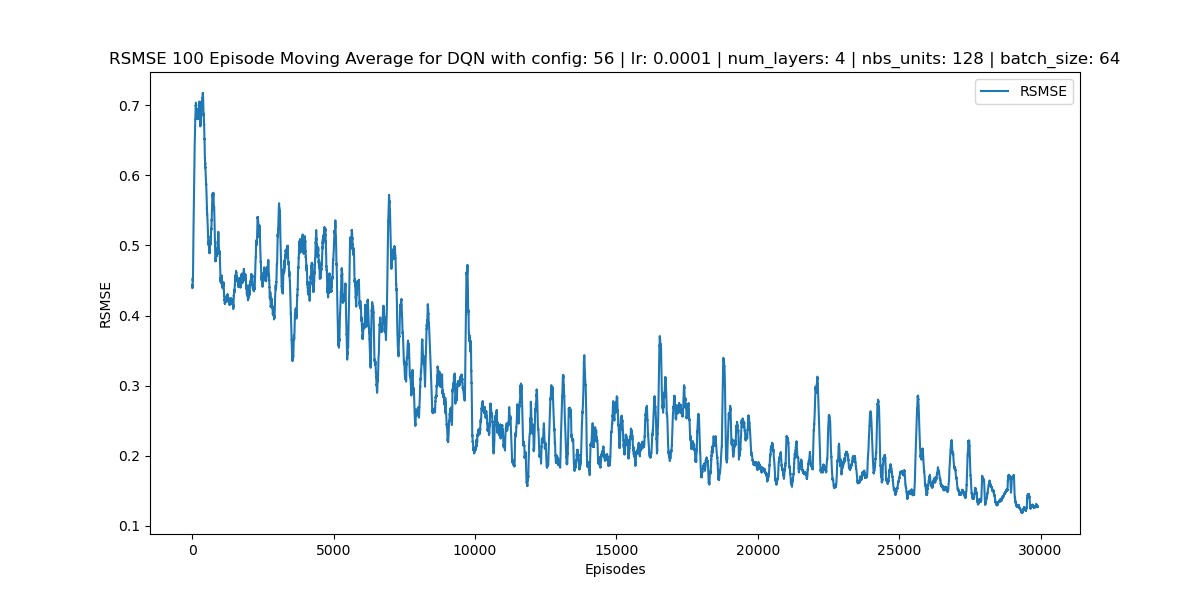 RSMSE 100 Episode Moving Average for DQN with config: 56 | lr: 0.0001 | num_layers: 4 | nbs_units: 128 | batch_size: 64
RSMSE
0.7
0.6
0.5
0.4
0.3
0.2
0.1
RSMSE
0 5000 10000 15000 20000 25000 30000
Episodes